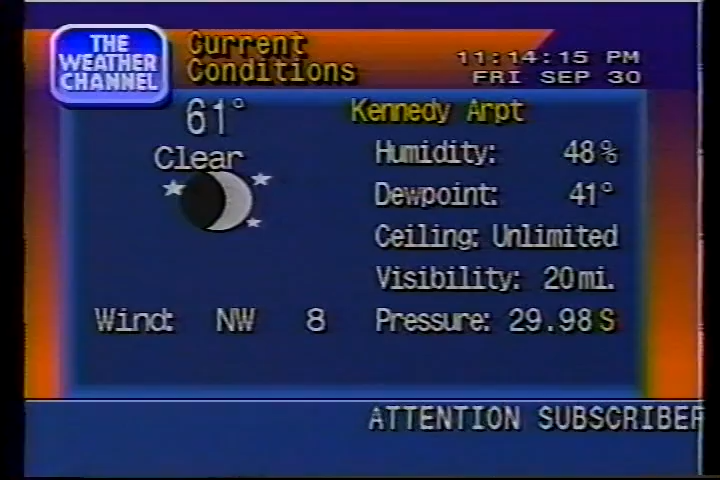 THE
WEATHER
CHANNEL
Current
Conditions
11:14:15 PM
FRI SEP 30
61°
Clear
Wind: NW 8
Kennedy Arpt
Humidity: 48%
Dewpoint: 41°
Ceiling: Unlimited
Visibility: 20mi.
Pressure: 29.98 S
ATTENTION SUBSCRIBER